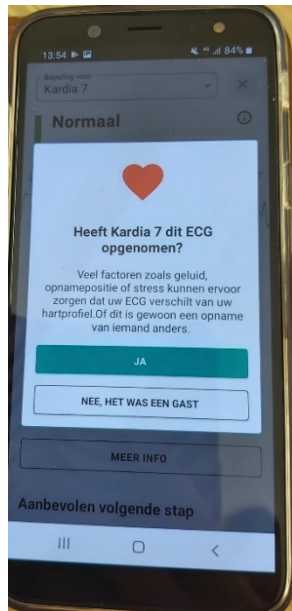 13:54 84%
Bepaling voor
Kardia 7
Normaal
Heeft Kardia 7 dit ECG
opgenomen?
Veel factoren zoals geluid,
opnamepositie of stress kunnen ervoor
zorgen dat uw ECG verschilt van uw
hartprofiel.Of dit is gewoon een opname
van iemand anders.
JA
NEE, HET WAS EEN GAST
MEER INFO
Aanbevolen volgende stap